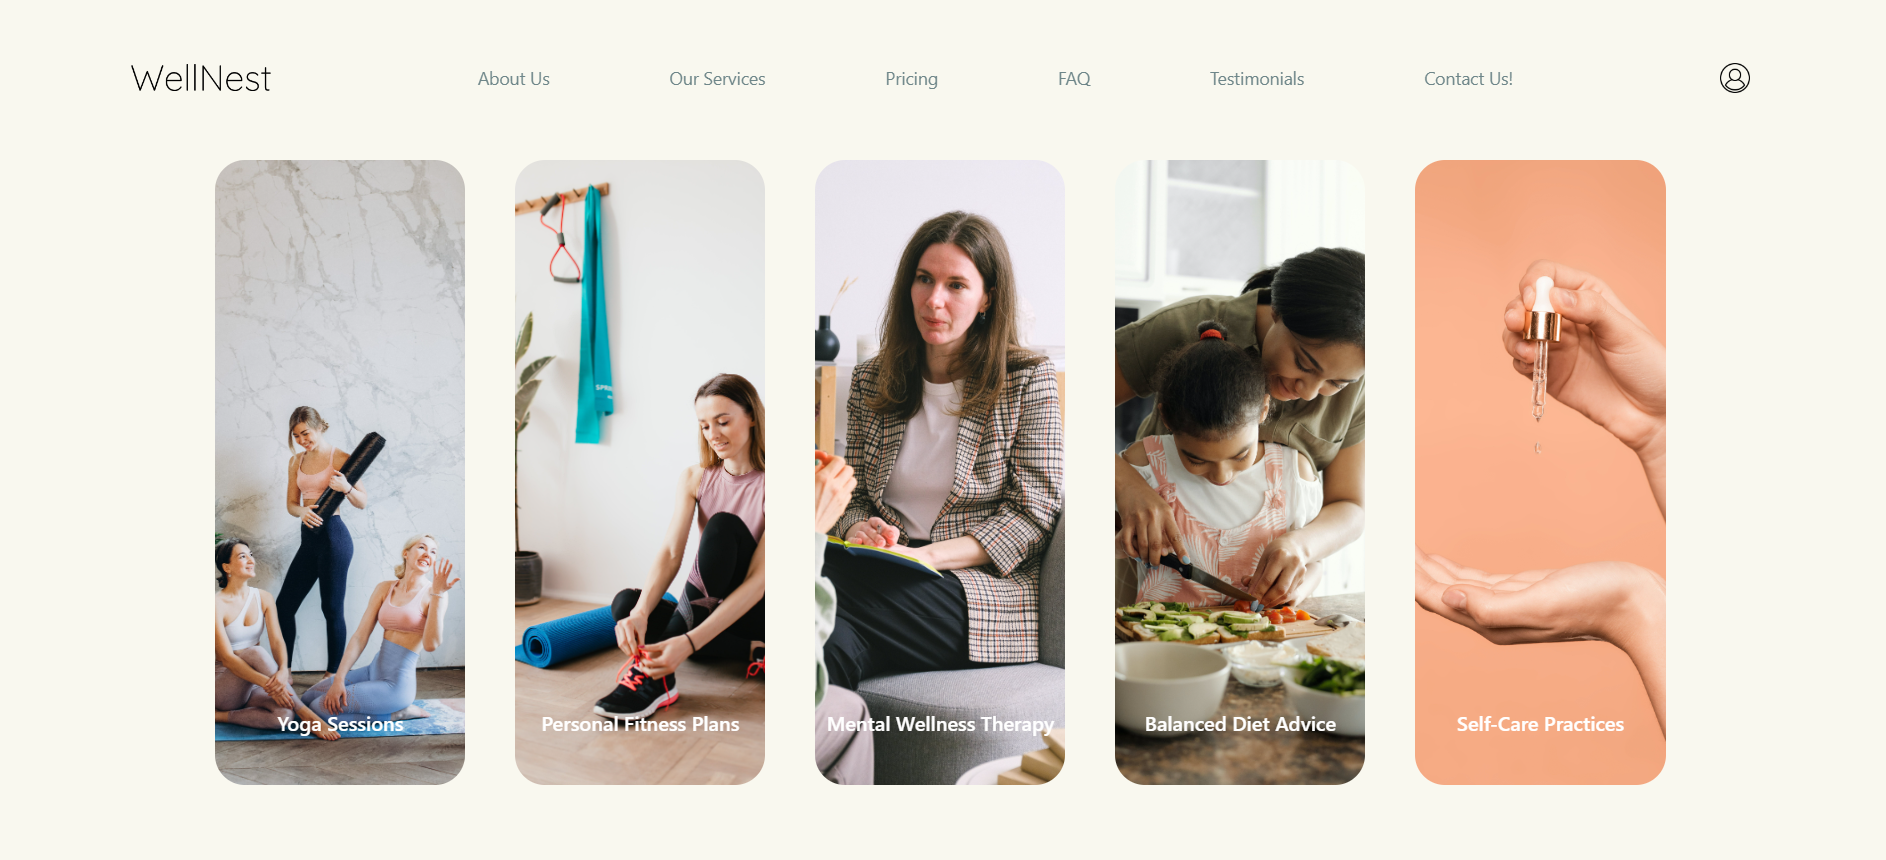 WellNest
About Us
Our Services
Pricing
FAQ
Testimonials
Contact Us!
Yoga Sessions
Personal Fitness Plans
Mental Wellness Therapy
Balanced Diet Advice
Self-Care Practices